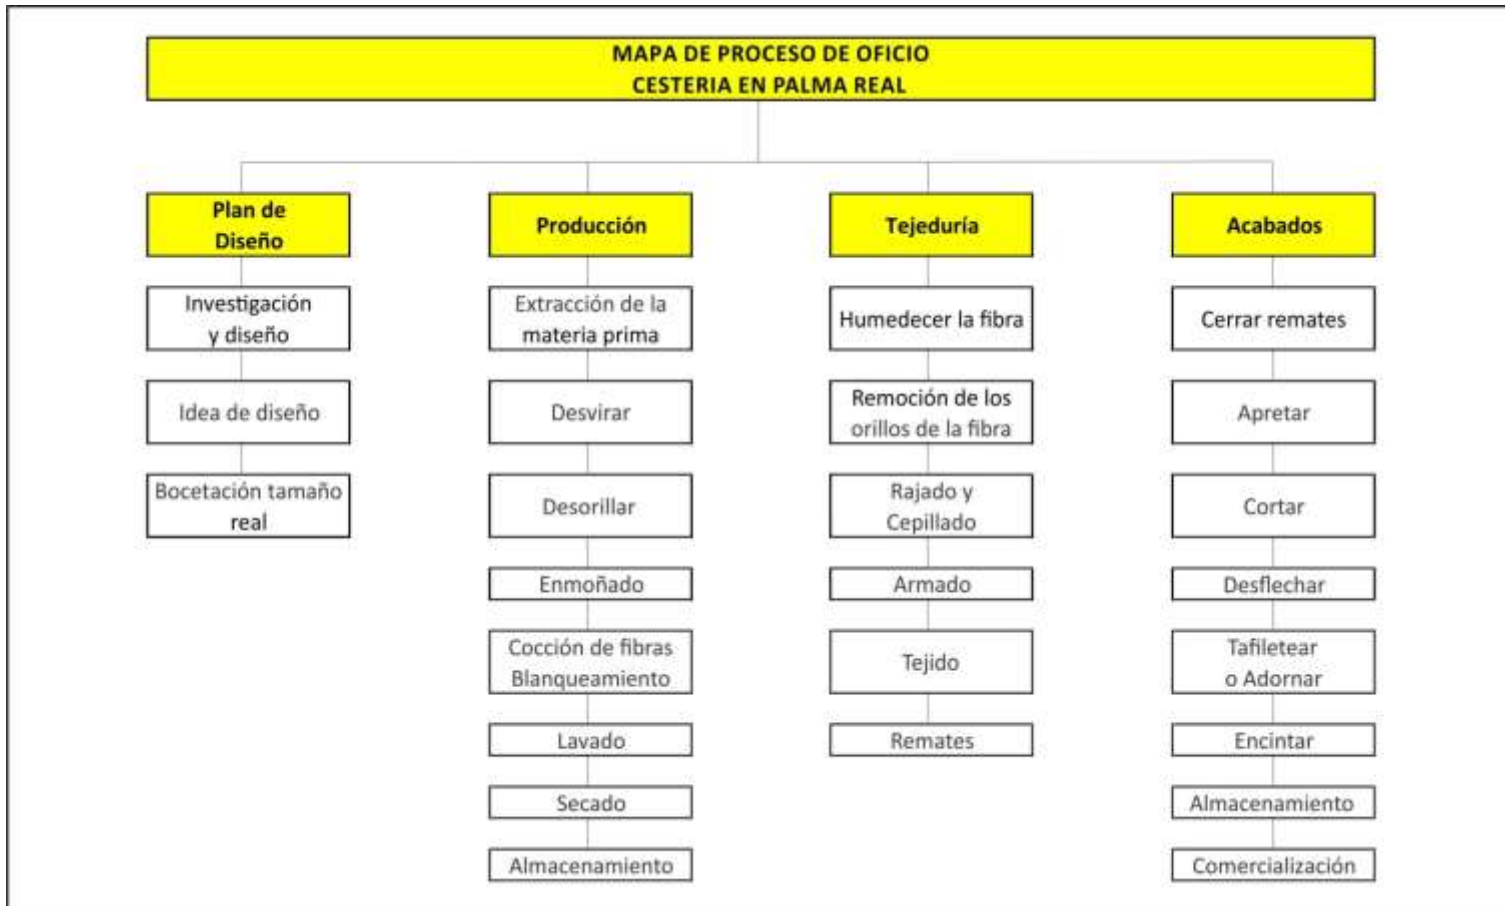 MAPA DE PROCESO DE OFICIO
CESTERIA EN PALMA REAL
Plan de
Diseño
Investigación
y diseño
Idea de diseño
Bocetación tamaño
real
Producción
Extracción de la
materia prima
Desvirar
Desorillar
Enmoñado
Cocción de fibras
Blanqueamiento
Lavado
Secado
Almacenamiento
Tejeduría
Humedecer la fibra
Remoción de los
orillos de la fibra
Rajado y
Cepillado
Armado
Tejido
Remates
Acabados
Cerrar remates
Apretar
Cortar
Desflechar
Tafiletear
o Adornar
Encintar
Almacenamiento
Comercialización